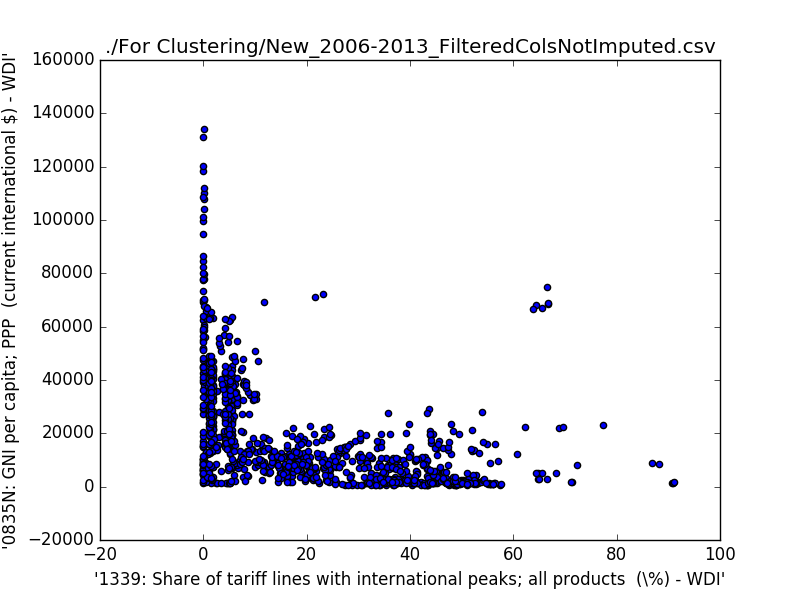 ./For Clustering/New_2006-2013_FilteredColsNotImputed.csv
'0835N: GNI per capita; PPP  (current international $) - WDI'
160000
140000
120000
100000
80000
60000
40000
20000
0
−20000
−20 0 20 40 60 80 100
'1339: Share of tariff lines with international peaks; all products  (\%) - WDI'